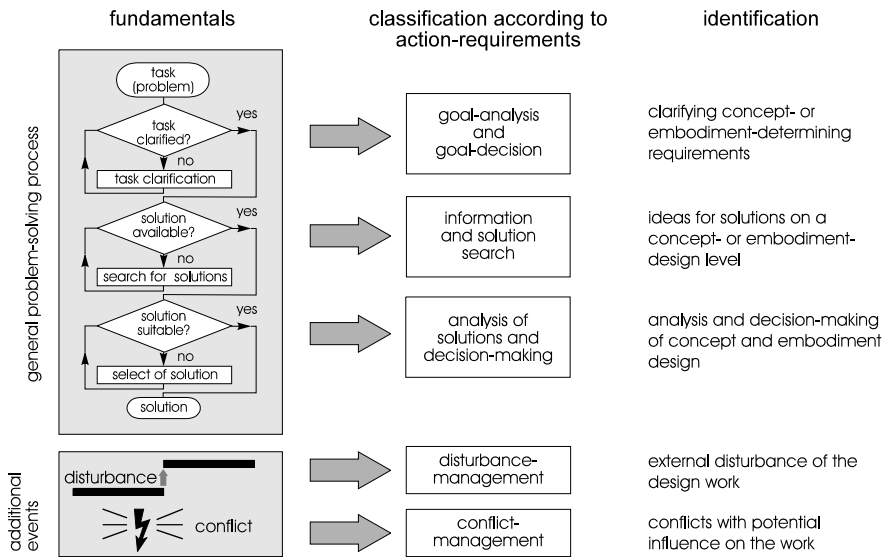 fundamentals
classification according to
action-requirements
identification
general problem-solving process
task
(problem)
yes
task
clarified?
no
task clarification
goal-analysis
and
goal-decision
clarifying concept- or
embodiment-determining
requirements
yes
solution
available?
no
search for solutions
information
and solution
search
ideas for solutions on a
concept- or embodiment-
design level
yes
solution
suitable?
no
select of solution
solution
analysis of
solutions and
decision-making
analysis and decision-making
of concept and embodiment
design
additional
events
disturbance
disturbance-
management
external disturbance of the
design work
conflict
conflict-
management
conflicts with potential
influence on the work